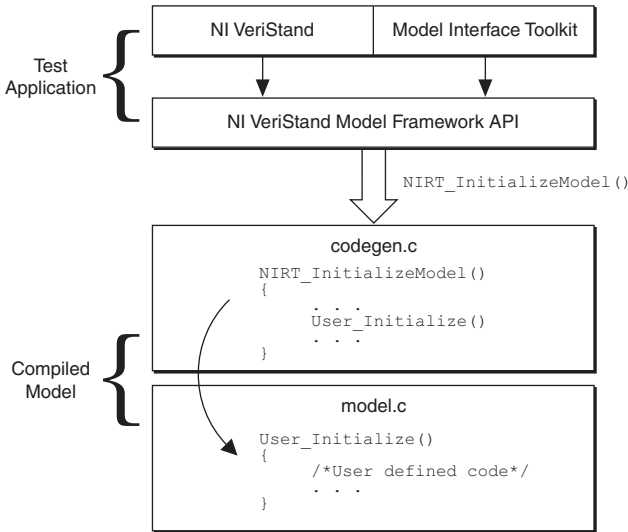 NI VeriStand
Model Interface Toolkit
Test
Application
NI VeriStand Model Framework API
NIRT_InitializeModel()
codegen.c
NIRT_InitializeModel()
{
. . .
User_Initialize()
. . .
}
Compiled
Model
model.c
User_Initialize()
{
/*User defined code*/
. . .
}